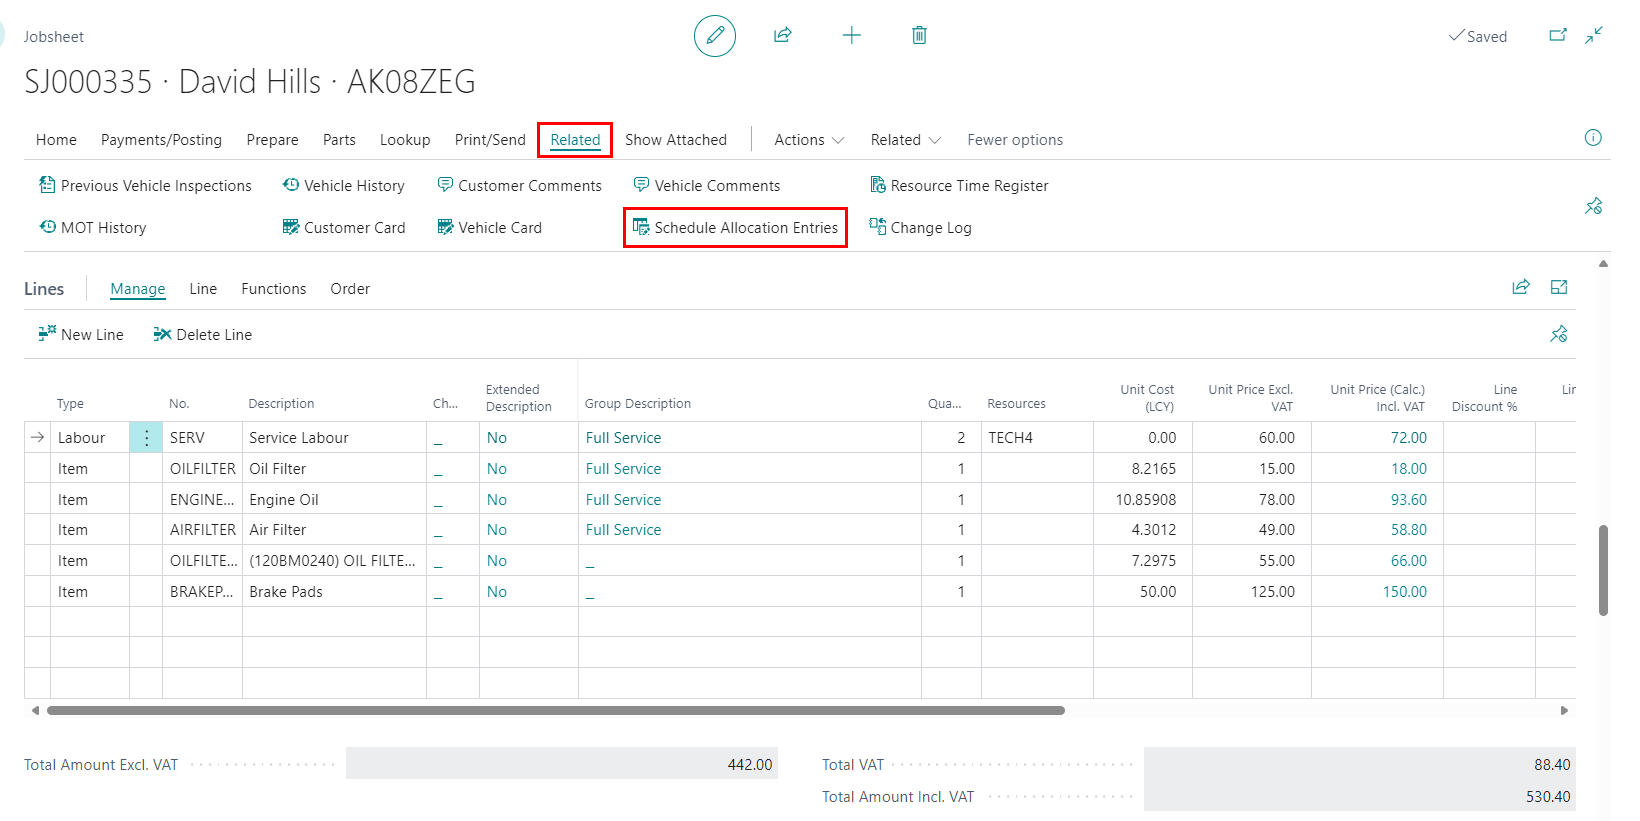 Jobsheet
Saved
SJ000335 · David Hills · AK08ZEG
Home Payments/Posting Prepare Parts Lookup Print/Send Related Show Attached Actions Related Fewer options
Previous Vehicle Inspections Vehicle History Customer Comments Vehicle Comments Resource Time Register
MOT History Customer Card Vehicle Card Schedule Allocation Entries Change Log
Lines Manage Line Functions Order
New Line Delete Line
Type No. Description Ch... Extended Description Group Description Qua... Resources Unit Cost (LCY) Unit Price Excl. VAT Unit Price (Calc.) Incl. VAT Line Discount % Lir
Labour SERV Service Labour _ No Full Service 2 TECH4 0.00 60.00 72.00
Item OILFILTER Oil Filter _ No Full Service 1 8.2165 15.00 18.00
Item ENGINE... Engine Oil _ No Full Service 1 10.85908 78.00 93.60
Item AIRFILTER Air Filter _ No Full Service 1 4.3012 49.00 58.80
Item OILFILTE... (120BM0240) OIL FILTE... _ No _ 1 7.2975 55.00 66.00
Item BRAKEP... Brake Pads _ No _ 1 50.00 125.00 150.00
Total Amount Excl. VAT 442.00 Total VAT 88.40
Total Amount Incl. VAT 530.40